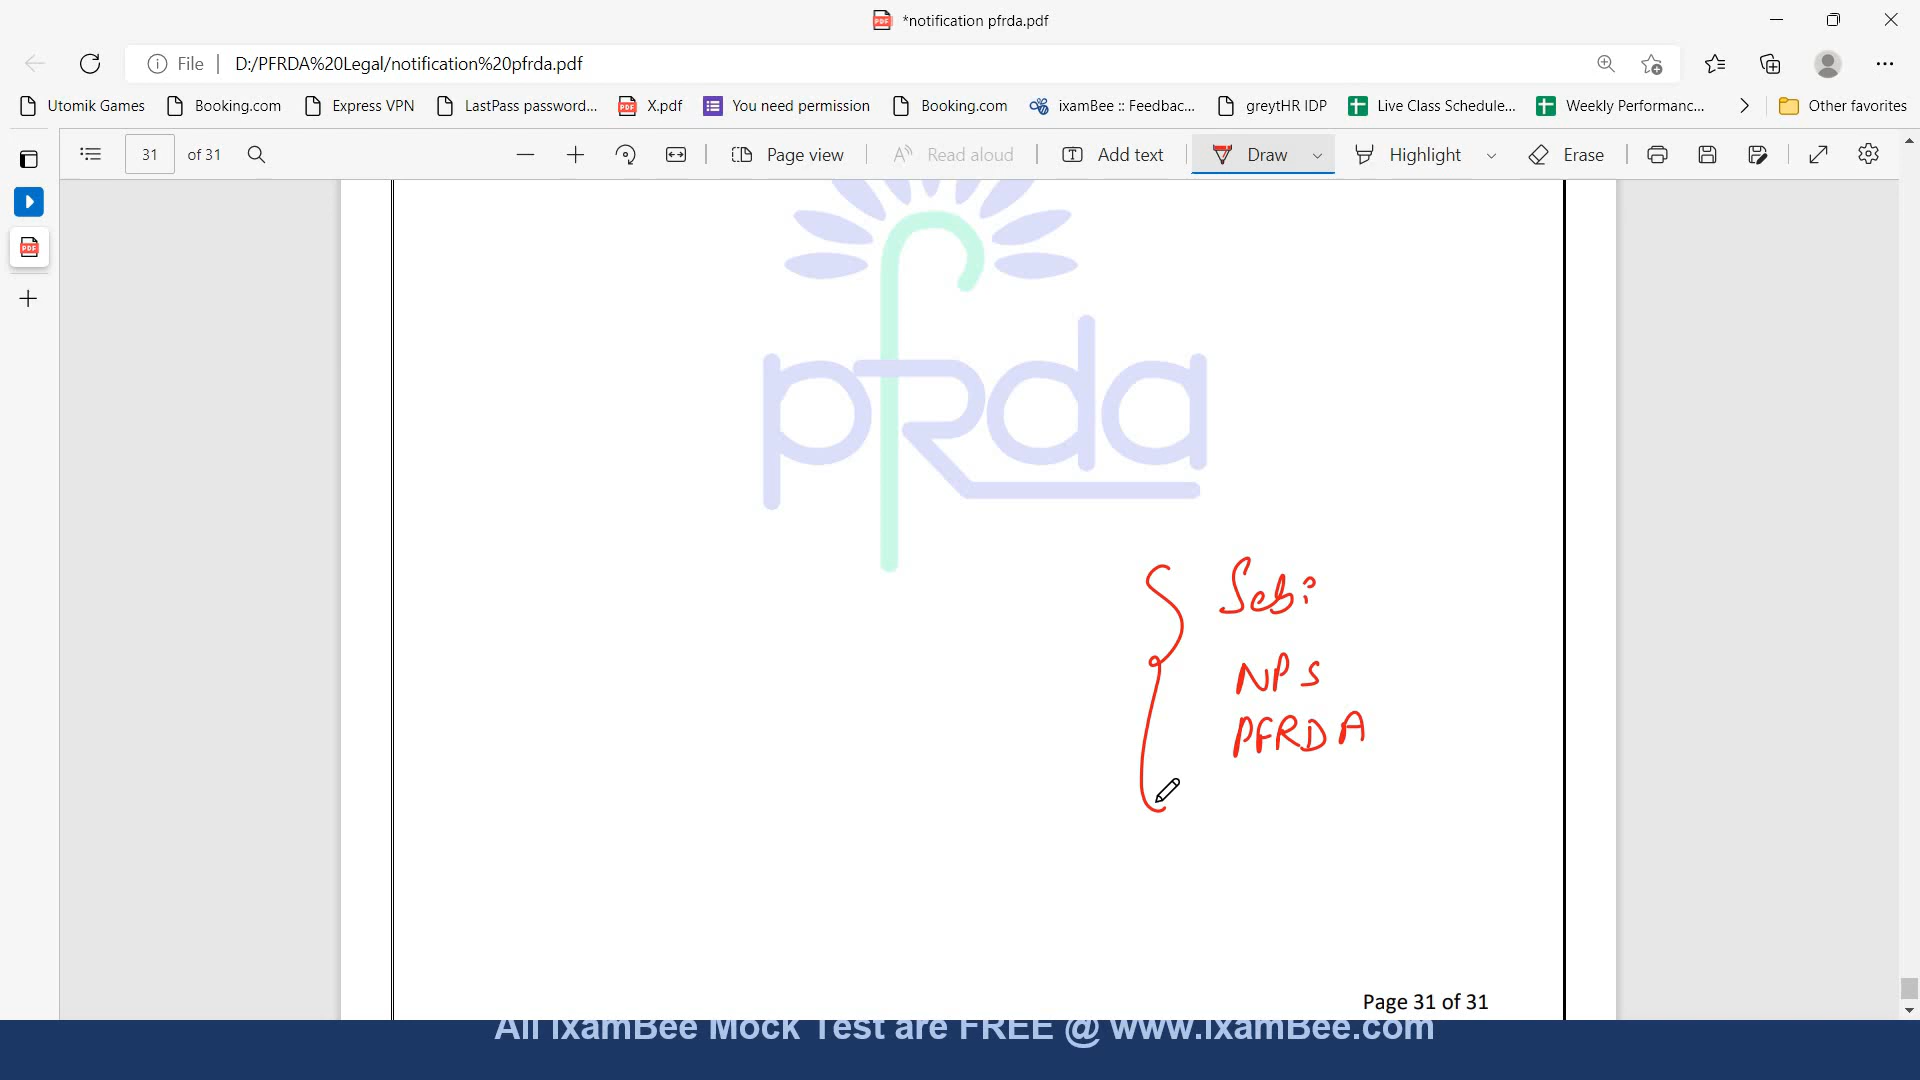 *notification pfrda.pdf
File D:/PFRDA%20Legal/notification%20pfrda.pdf
Utomik Games Booking.com Express VPN LastPass password... X.pdf You need permission Booking.com ixamBee :: Feedbac... greytHR IDP Live Class Schedule... Weekly Performanc... Other favorites
31 of 31 Page view Read aloud Add text Draw Highlight Erase
pfrda
Sebi
NPS
PFRDA
Page 31 of 31
All ixamBee Mock Test are FREE @ www.ixamBee.com